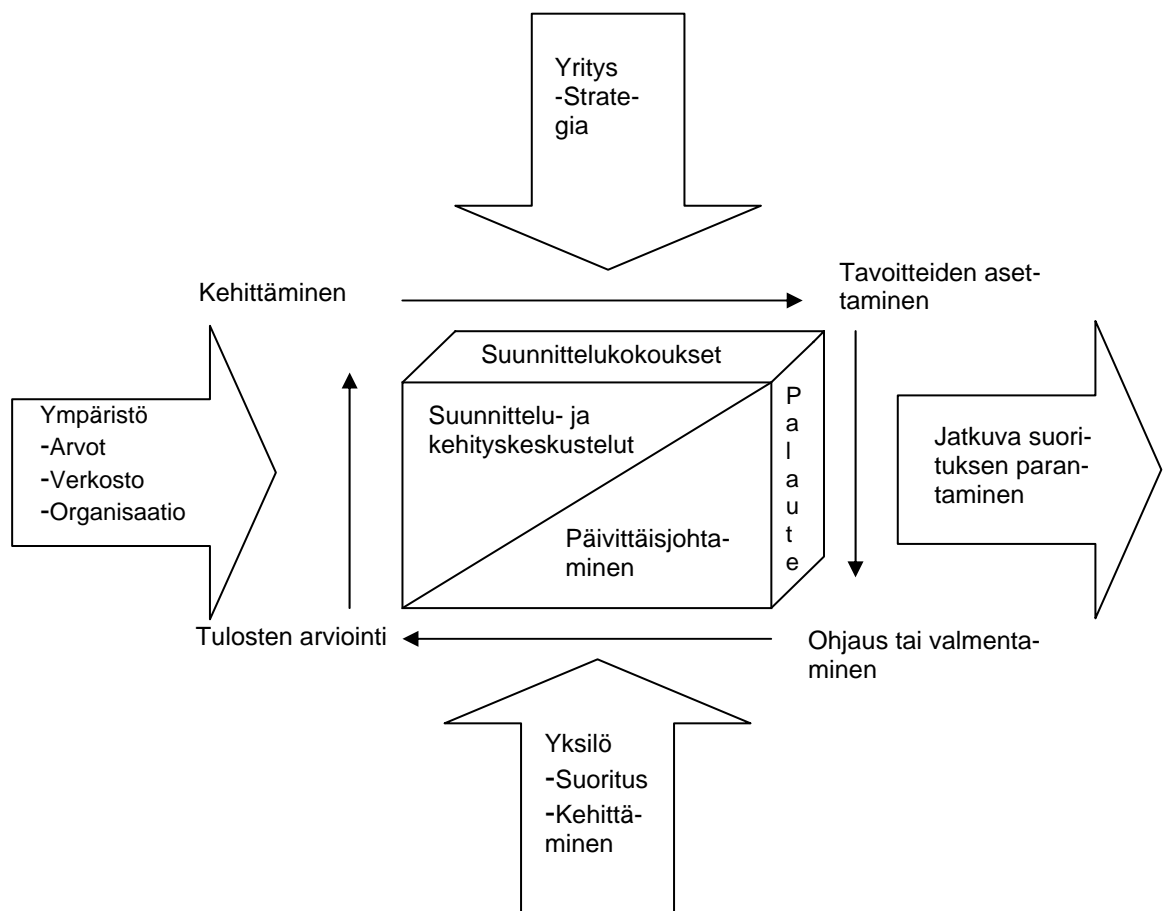 Yritys
-Strate-
gia
Kehittäminen
Tavoitteiden aset-
taminen
Suunnittelukokoukset
Ympäristö
-Arvot
-Verkosto
-Organisaatio
Suunnittelu- ja
kehityskeskustelut
Palaute
Jatkuva suori-
tuksen paran-
taminen
Päivittäisjohta-
minen
Tulosten arviointi
Ohjaus tai valmenta-
minen
Yksilö
-Suoritus
-Kehittä-
minen